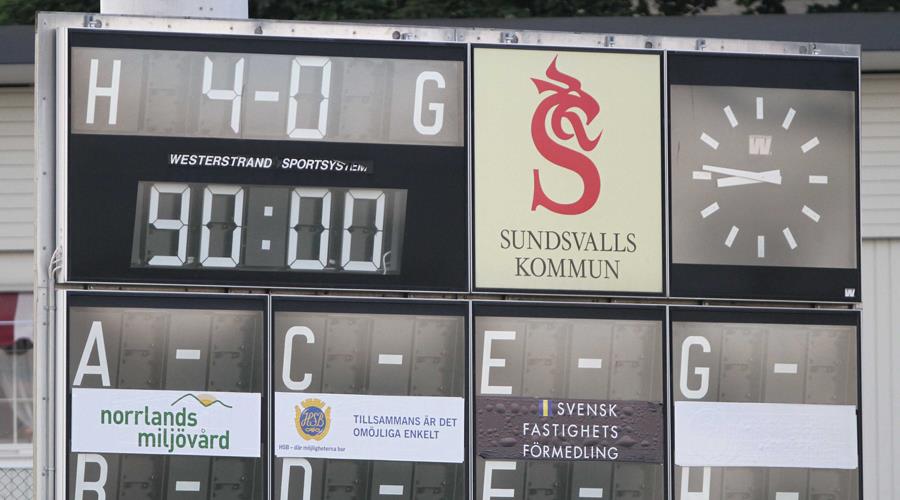 H 4-0 G
WESTERSTRAND SPORTSYSTEM
90:00
SUNDSVALLS
KOMMUN
W
W
A -
C -
E -
G -
norrlands
miljövård
HSB
HSB – där möjligheterna bor
TILLSAMMANS ÄR DET
OMÖJLIGA ENKELT
SVENSK
FASTIGHETS
FÖRMEDLING
B -
D -
E -
H -